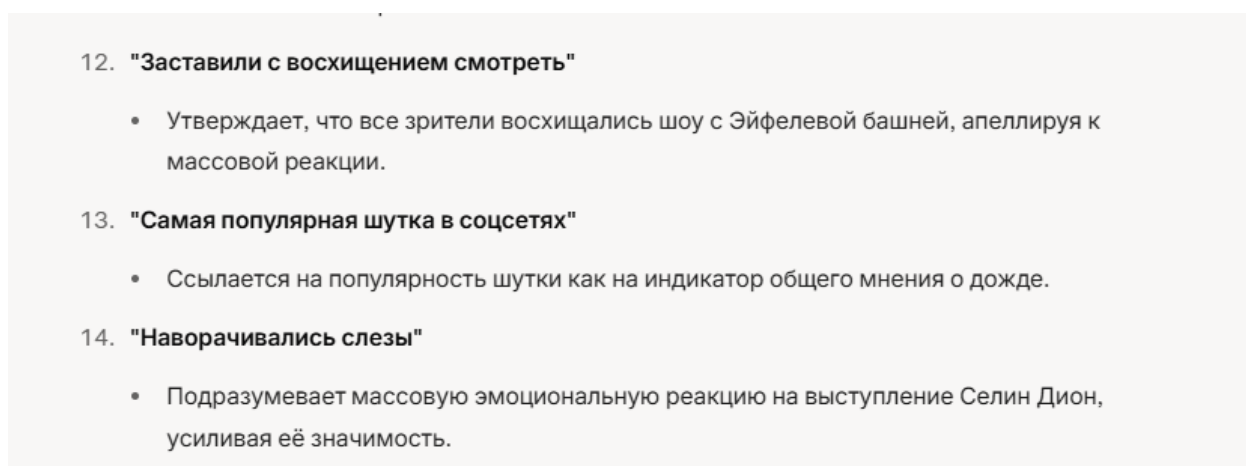 12. "Заставили с восхищением смотреть"
• Утверждает, что все зрители восхищались шоу с Эйфелевой башней, апеллируя к
массовой реакции.
13. "Самая популярная шутка в соцсетях"
• Ссылается на популярность шутки как на индикатор общего мнения о дожде.
14. "Наворачивались слезы"
• Подразумевает массовую эмоциональную реакцию на выступление Селин Дион,
усиливая её значимость.